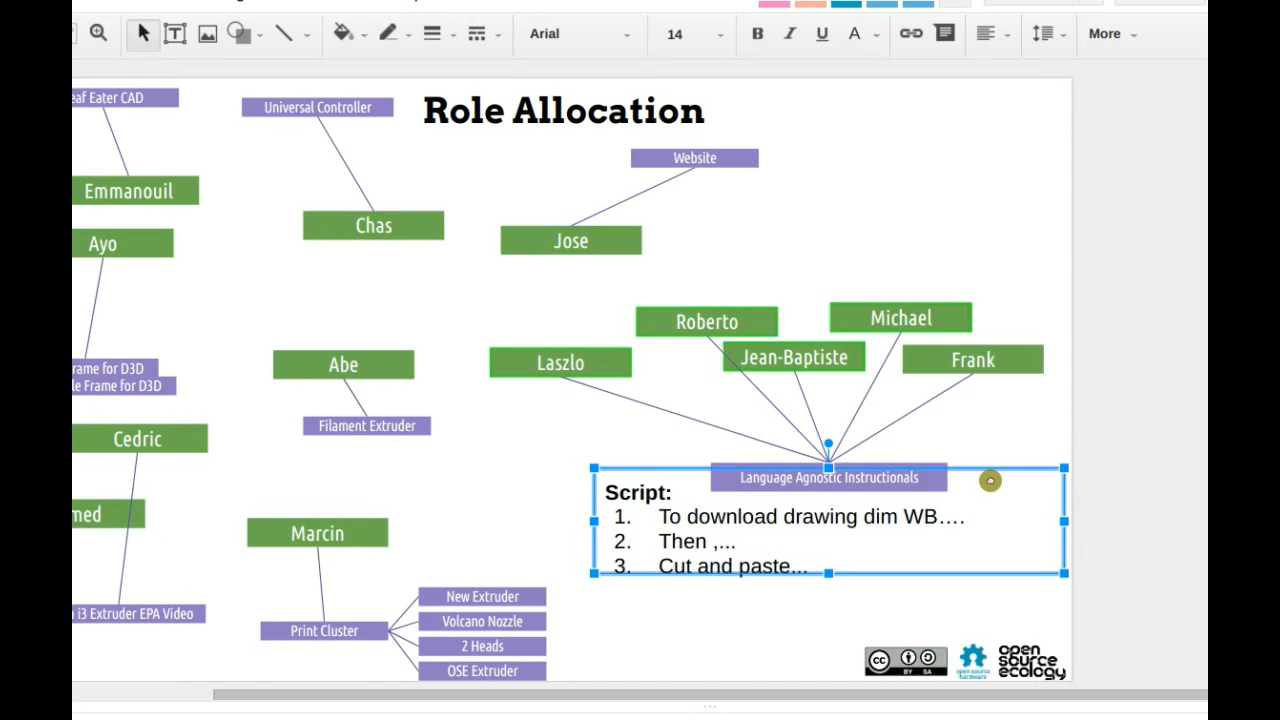 Arial
14
B
I
U
A
More
Role Allocation
eaf Eater CAD
Universal Controller
Website
Emmanouil
Chas
Jose
Ayo
Roberto
Michael
Jean-Baptiste
Frank
Laszlo
Abe
rame for D3D
le Frame for D3D
Filament Extruder
Cedric
Language Agnostic Instructionals
Script:
1. To download drawing dim WB….
2. Then ,...
3. Cut and paste...
med
Marcin
New Extruder
i3 Extruder EPA Video
Volcano Nozzle
Print Cluster
2 Heads
OSE Extruder
cc
BY SA
open source hardware
open
source
ecology